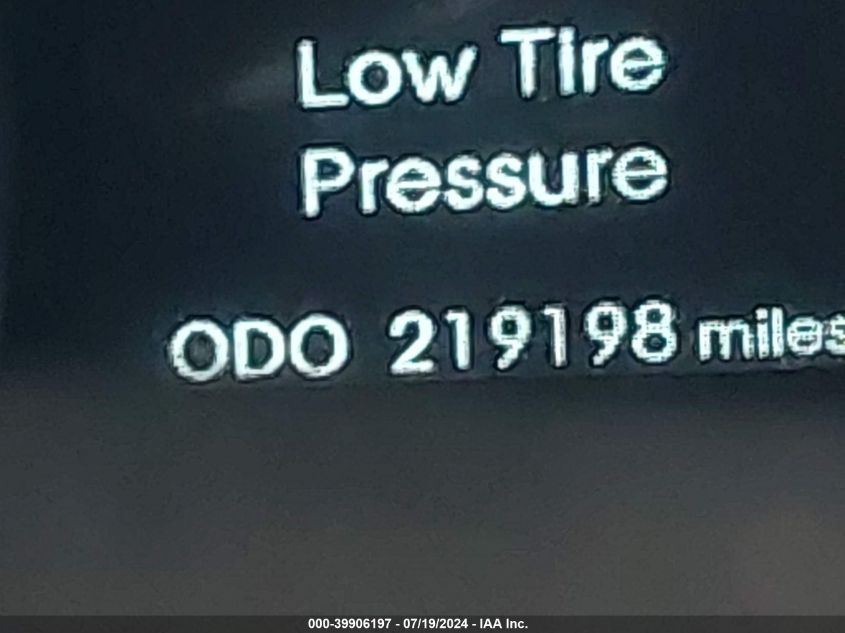 Low Tire
Pressure
ODO 219198 miles
000-39906197 - 07/19/2024 - IAA Inc.